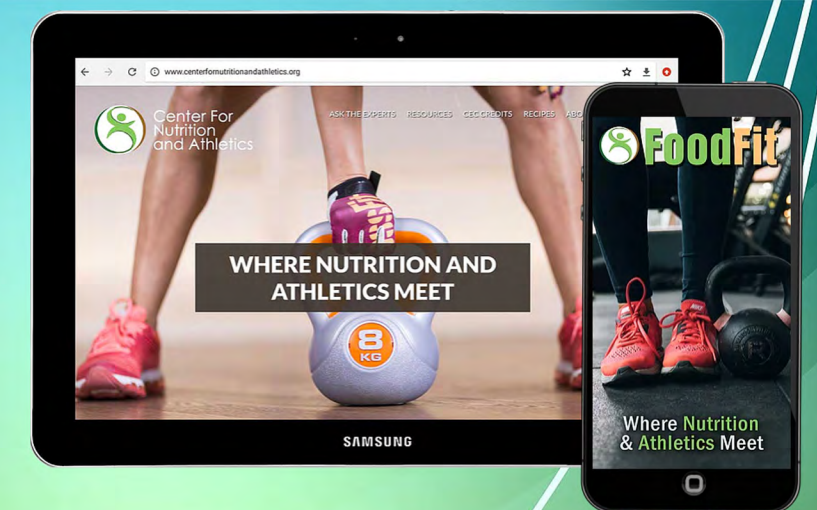 www.centerfornutritionandathletics.org
Center For
Nutrition
and Athletics
ASK THE EXPERTS RESOURCES CEC CREDITS RECIPES ABO
WHERE NUTRITION AND
ATHLETICS MEET
8
KG
SAMSUNG
FoodFit
Where Nutrition
& Athletics Meet